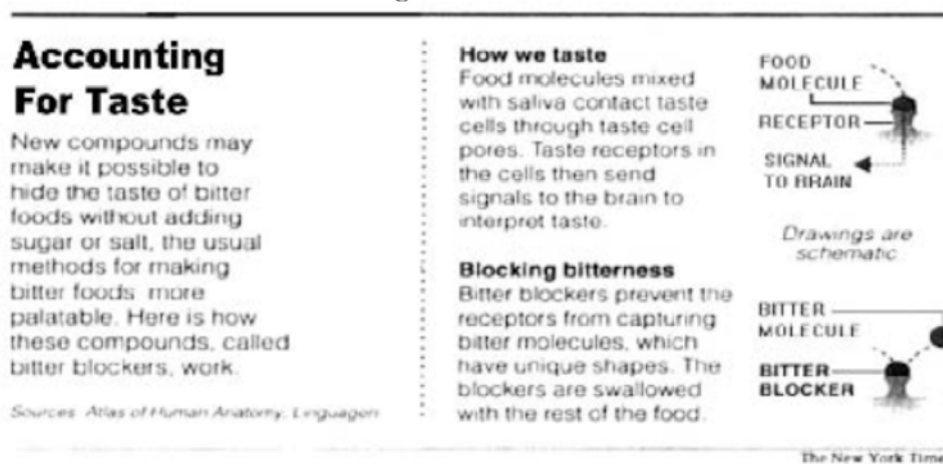 Accounting
For Taste
New compounds may
make it possible to
hide the taste of bitter
foods without adding
sugar or salt, the usual
methods for making
bitter foods more
palatable. Here is how
these compounds, called
bitter blockers, work.
Sources: Atlas of Human Anatomy; Linguagen
How we taste
Food molecules mixed
with saliva contact taste
cells through taste cell
pores. Taste receptors in
the cells then send
signals to the brain to
interpret taste.
Blocking bitterness
Bitter blockers prevent the
receptors from capturing
bitter molecules, which
have unique shapes. The
blockers are swallowed
with the rest of the food.
FOOD
MOLECULE
RECEPTOR
SIGNAL
TO BRAIN
Drawings are
schematic
BITTER
MOLECULE
BITTER
BLOCKER
The New York Time